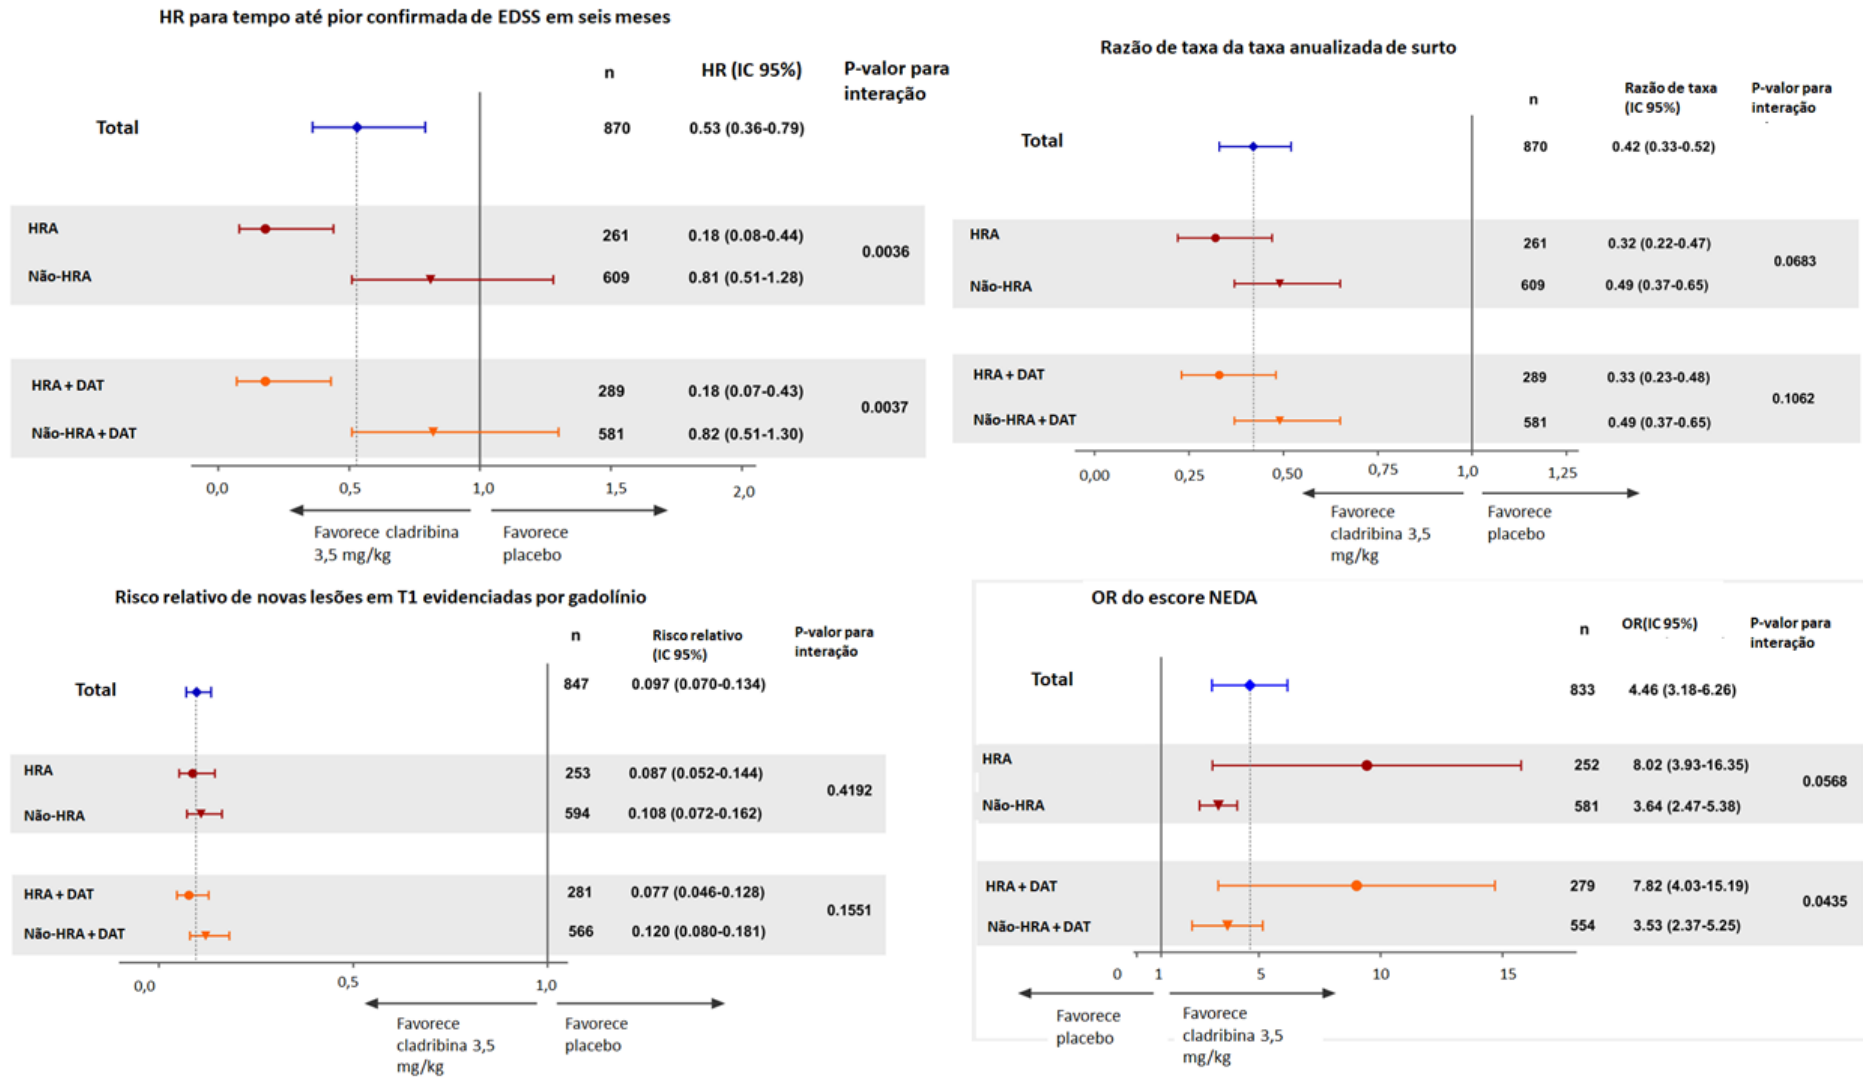 HR para tempo até pior confirmada de EDSS em seis meses
n HR (IC 95%) P-valor para
interação
Total 870 0.53 (0.36-0.79)
HRA 261 0.18 (0.08-0.44)
0.0036
Não-HRA 609 0.81 (0.51-1.28)
HRA + DAT 289 0.18 (0.07-0.43)
0.0037
Não-HRA + DAT 581 0.82 (0.51-1.30)
0,0 0,5 1,0 1,5 2,0
Favorece cladribina
3,5 mg/kg
Favorece
placebo
Razão de taxa da taxa anualizada de surto
n Razão de taxa
(IC 95%)
P-valor para
interação
Total 870 0.42 (0.33-0.52)
HRA 261 0.32 (0.22-0.47)
0.0683
Não-HRA 609 0.49 (0.37-0.65)
HRA + DAT 289 0.33 (0.23-0.48)
0.1062
Não-HRA + DAT 581 0.49 (0.37-0.65)
0,00 0,25 0,50 0,75 1,0 1,25
Favorece
cladribina 3,5
mg/kg
Favorece
placebo
Risco relativo de novas lesões em T1 evidenciadas por gadolínio
n Risco relativo
(IC 95%)
P-valor para
interação
Total 847 0.097 (0.070-0.134)
HRA 253 0.087 (0.052-0.144)
0.4192
Não-HRA 594 0.108 (0.072-0.162)
HRA + DAT 281 0.077 (0.046-0.128)
0.1551
Não-HRA + DAT 566 0.120 (0.080-0.181)
0,0 0,5 1,0
Favorece
cladribina 3,5
mg/kg
Favorece
placebo
OR do escore NEDA
n OR(IC 95%) P-valor para
interação
Total 833 4.46 (3.18-6.26)
HRA 252 8.02 (3.93-16.35)
0.0568
Não-HRA 581 3.64 (2.47-5.38)
HRA + DAT 279 7.82 (4.03-15.19)
0.0435
Não-HRA + DAT 554 3.53 (2.37-5.25)
0 1 5 10 15
Favorece
placebo
Favorece
cladribina 3,5
mg/kg